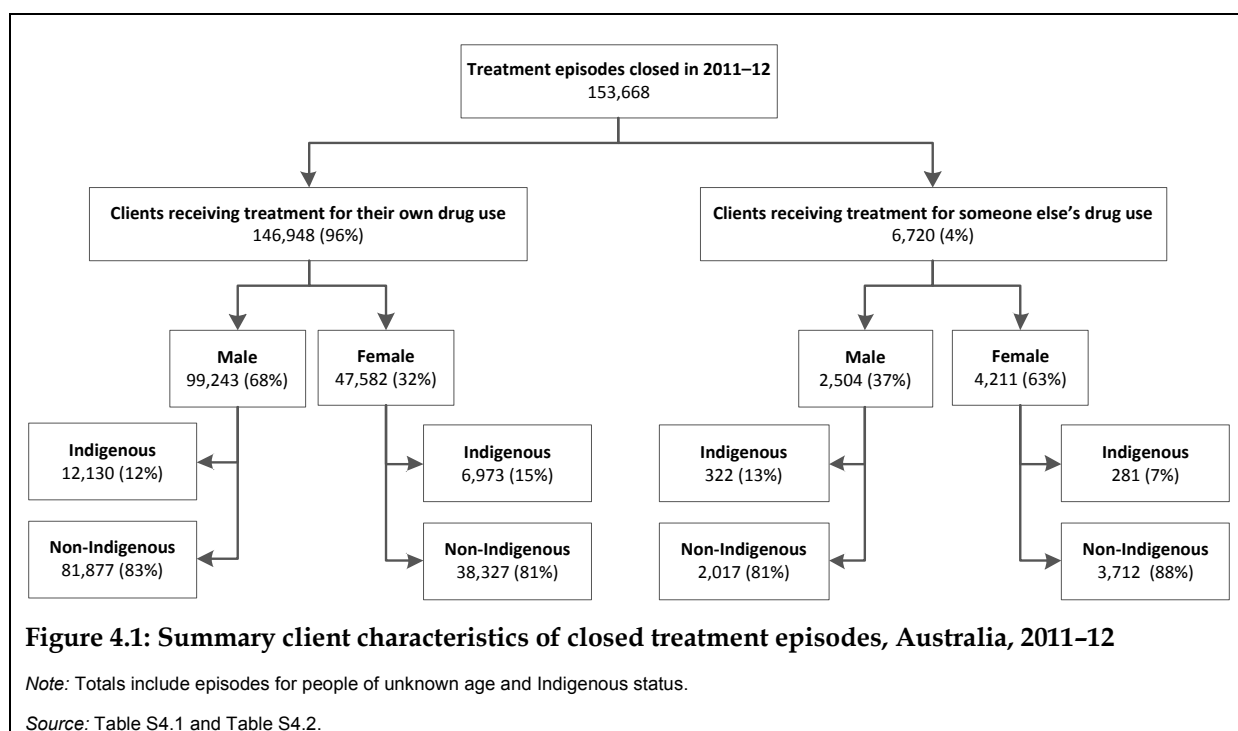 Treatment episodes closed in 2011–12
153,668
Clients receiving treatment for their own drug use
146,948 (96%)
Clients receiving treatment for someone else's drug use
6,720 (4%)
Male
99,243 (68%)
Female
47,582 (32%)
Male
2,504 (37%)
Female
4,211 (63%)
Indigenous
12,130 (12%)
Indigenous
6,973 (15%)
Indigenous
322 (13%)
Indigenous
281 (7%)
Non-Indigenous
81,877 (83%)
Non-Indigenous
38,327 (81%)
Non-Indigenous
2,017 (81%)
Non-Indigenous
3,712 (88%)
Figure 4.1: Summary client characteristics of closed treatment episodes, Australia, 2011–12
Note: Totals include episodes for people of unknown age and Indigenous status.
Source: Table S4.1 and Table S4.2.